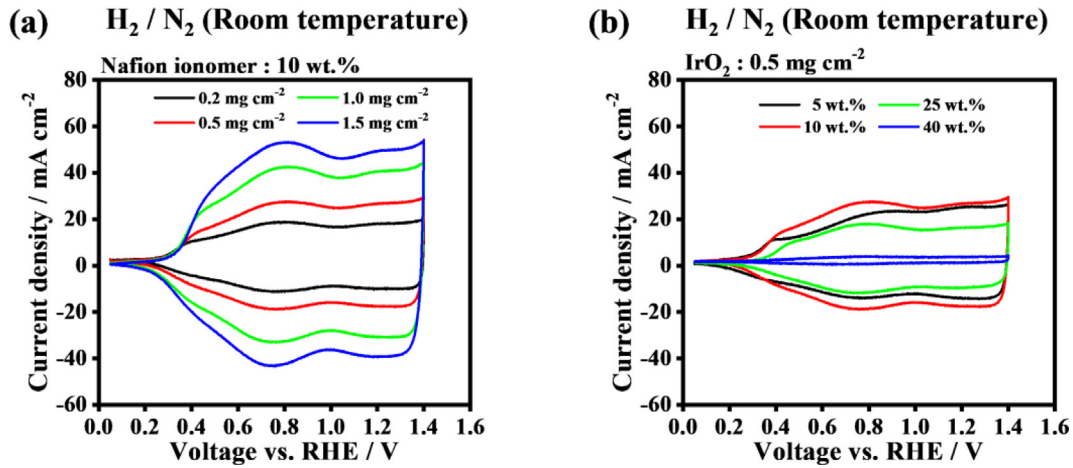 (a) H₂ / N₂ (Room temperature)
Nafion ionomer : 10 wt.%
0.2 mg cm⁻² 1.0 mg cm⁻²
0.5 mg cm⁻² 1.5 mg cm⁻²
Current density / mA cm⁻²
80
60
40
20
0
-20
-40
-60
0.0 0.2 0.4 0.6 0.8 1.0 1.2 1.4 1.6
Voltage vs. RHE / V
(b) H₂ / N₂ (Room temperature)
IrO₂ : 0.5 mg cm⁻²
5 wt.% 25 wt.%
10 wt.% 40 wt.%
Current density / mA cm⁻²
80
60
40
20
0
-20
-40
-60
0.0 0.2 0.4 0.6 0.8 1.0 1.2 1.4 1.6
Voltage vs. RHE / V